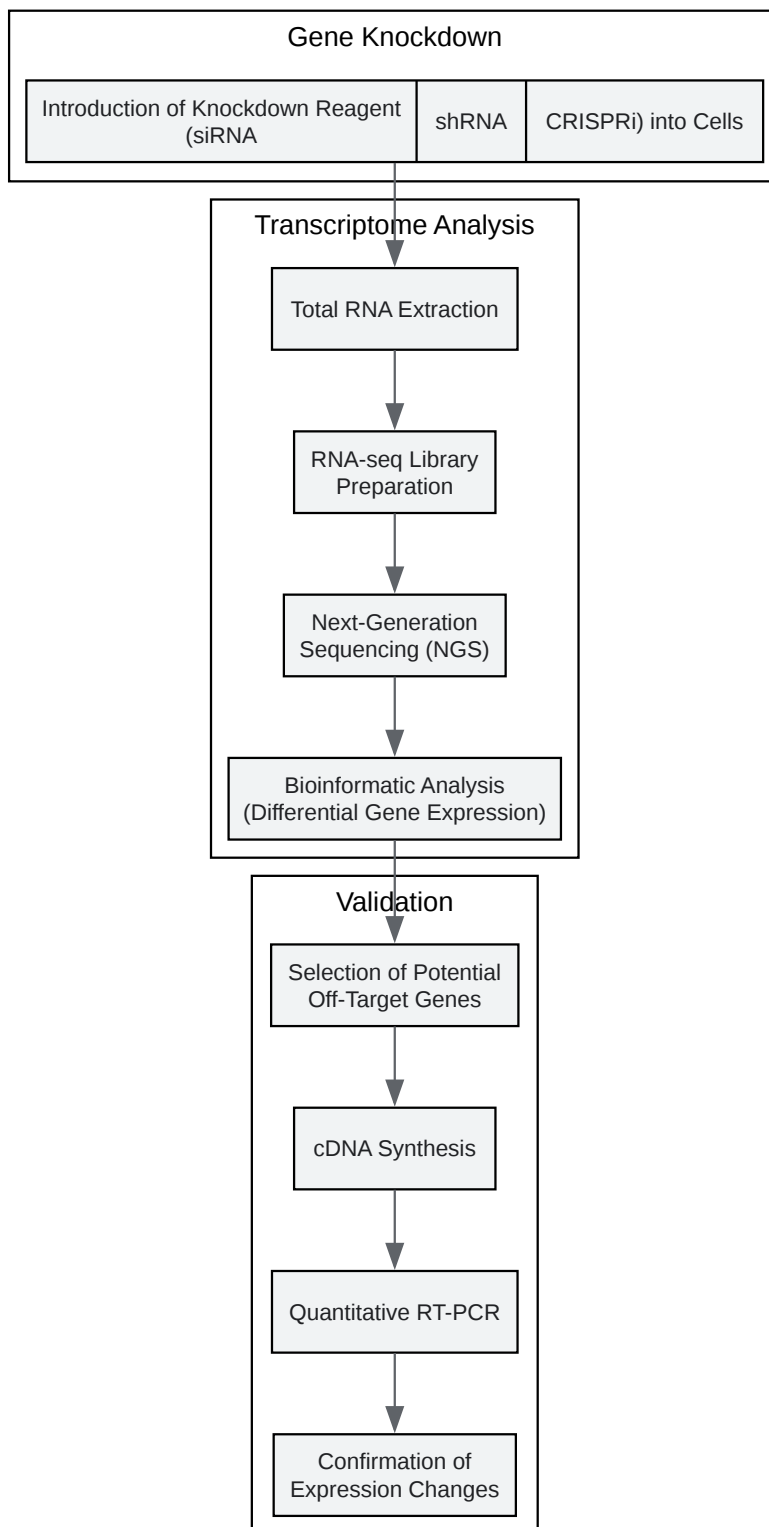 Gene Knockdown
Introduction of Knockdown Reagent
(siRNA
shRNA
CRISPRi) into Cells
Transcriptome Analysis
Total RNA Extraction
RNA-seq Library
Preparation
Next-Generation
Sequencing (NGS)
Bioinformatic Analysis
(Differential Gene Expression)
Validation
Selection of Potential
Off-Target Genes
cDNA Synthesis
Quantitative RT-PCR
Confirmation of
Expression Changes